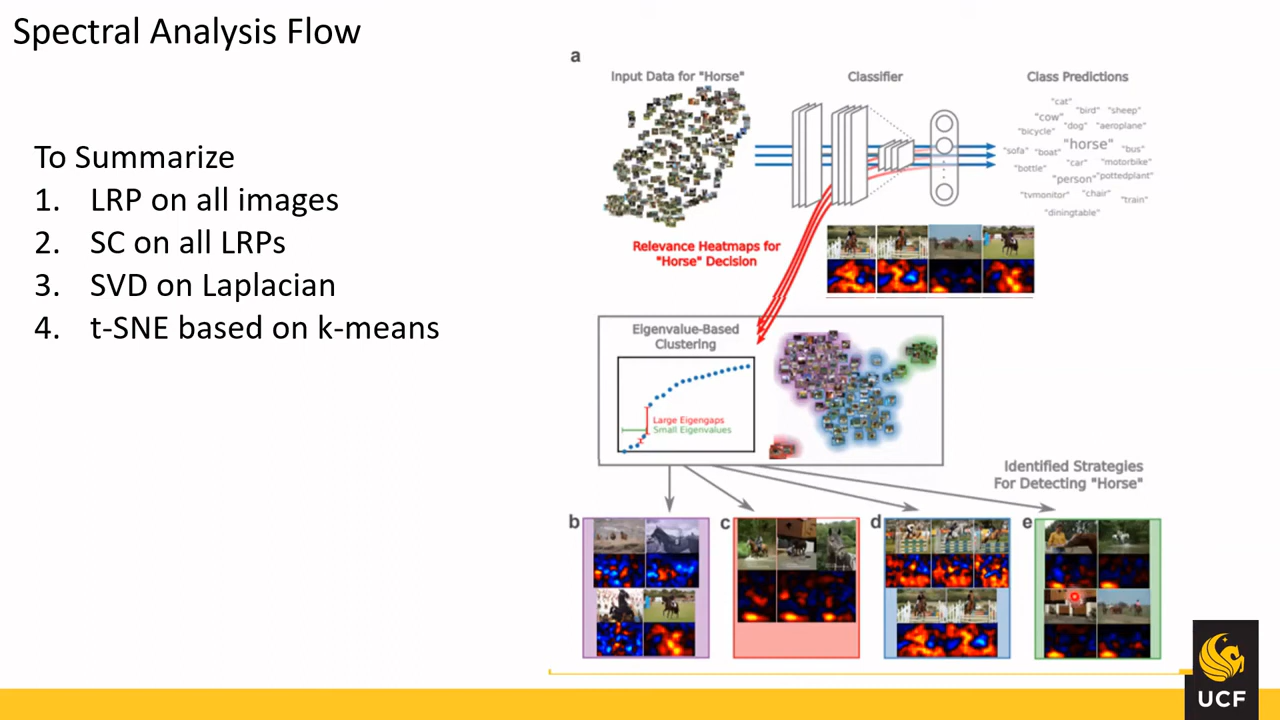 Spectral Analysis Flow
To Summarize
1. LRP on all images
2. SC on all LRPs
3. SVD on Laplacian
4. t-SNE based on k-means
a
Input Data for "Horse"
Classifier
Class Predictions
"cat"
"bird" "sheep"
"cow"
"dog" "aeroplane"
"bicycle"
"horse"
"sofa" "boat" "bus"
"car" "motorbike"
"bottle"
"person" "pottedplant"
"tvmonitor" "chair"
"train"
"diningtable"
Relevance Heatmaps for
"Horse" Decision
Eigenvalue-Based
Clustering
Large Eigengaps
Small Eigenvalues
Identified Strategies
For Detecting "Horse"
b c d e
UCF